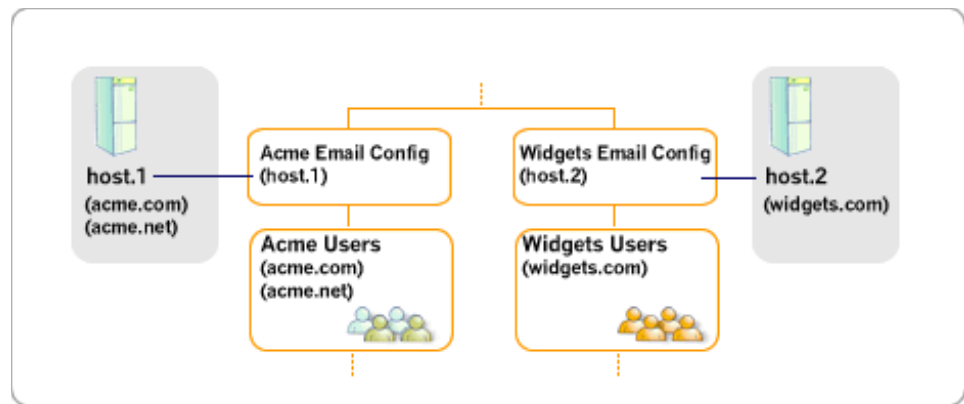 host.1
(acme.com)
(acme.net)
Acme Email Config
(host.1)
Acme Users
(acme.com)
(acme.net)
Widgets Email Config
(host.2)
Widgets Users
(widgets.com)
host.2
(widgets.com)